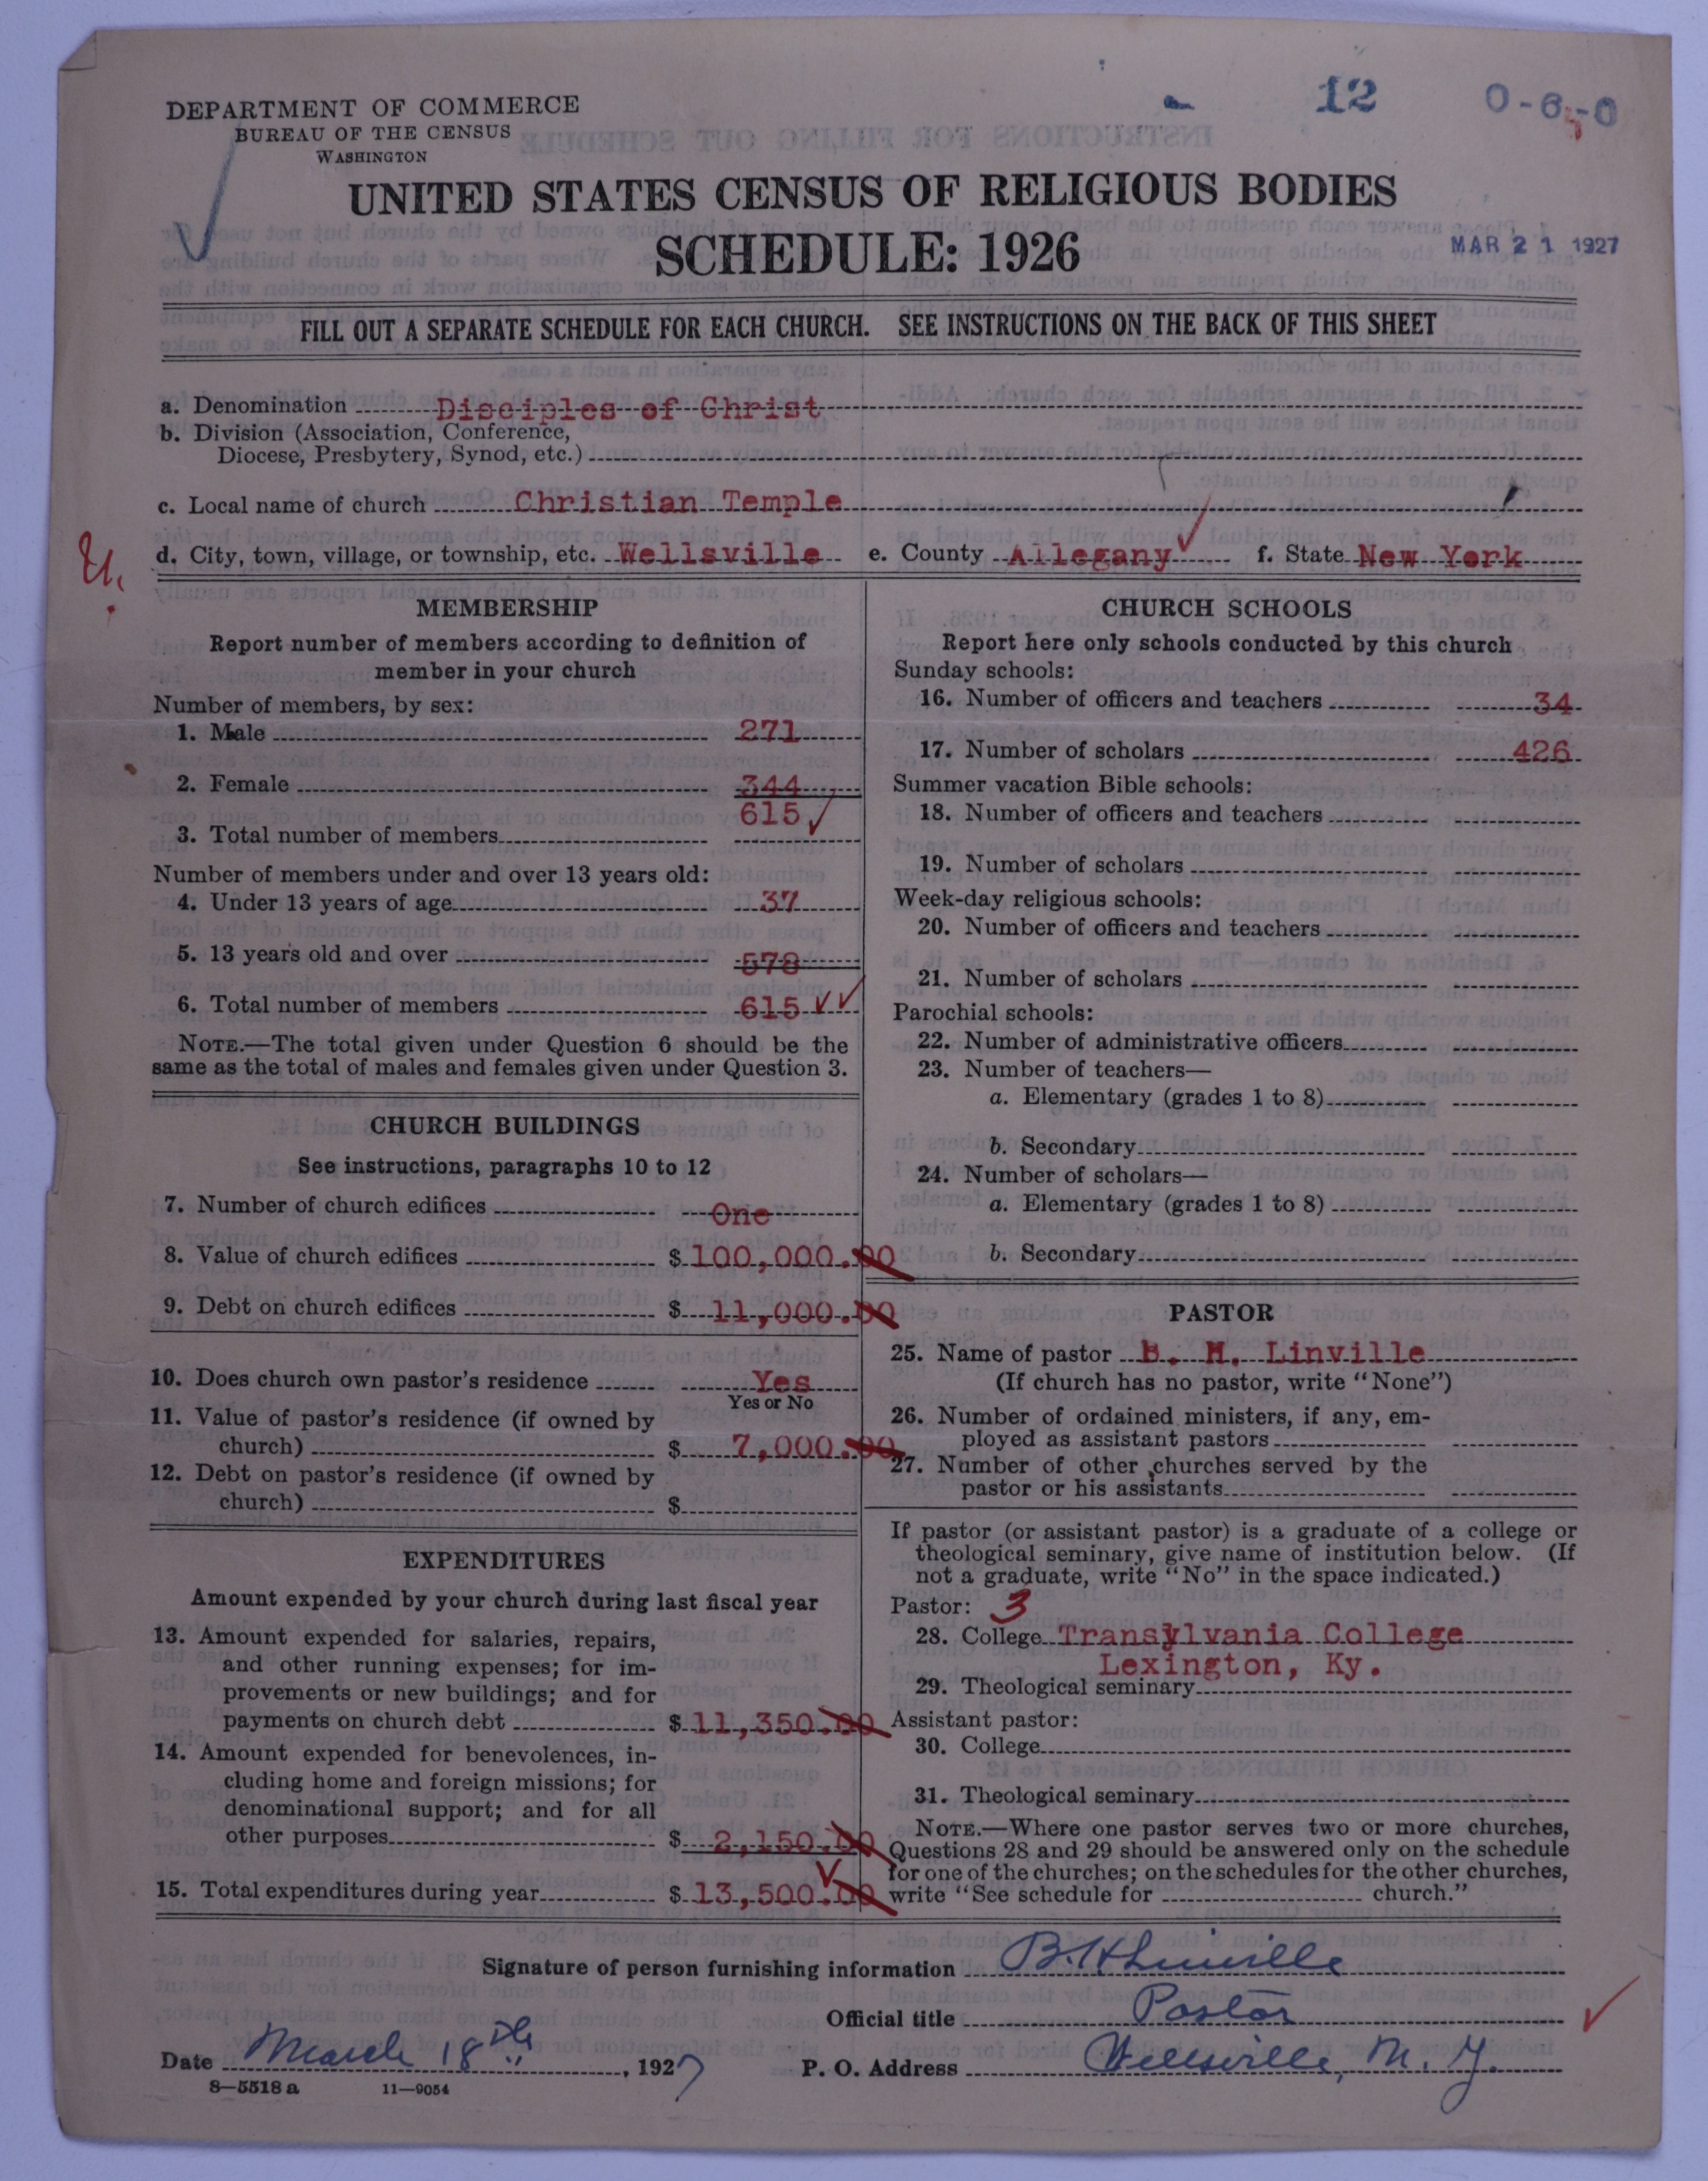 DEPARTMENT OF COMMERCE
BUREAU OF THE CENSUS
WASHINGTON
12
0-6-0
5
UNITED STATES CENSUS OF RELIGIOUS BODIES
SCHEDULE: 1926
MAR 21 1927
FILL OUT A SEPARATE SCHEDULE FOR EACH CHURCH. SEE INSTRUCTIONS ON THE BACK OF THIS SHEET
a. Denomination Disciples of Christ
b. Division (Association, Conference,
Diocese, Presbytery, Synod, etc.)
c. Local name of church Christian Temple
d. City, town, village, or township, etc. Wellsville e. County Allegany f. State New York
MEMBERSHIP
Report number of members according to definition of
member in your church
Number of members, by sex:
1. Male 271
2. Female 344
615
3. Total number of members
Number of members under and over 13 years old:
4. Under 13 years of age 37
5. 13 years old and over 578
6. Total number of members 615
NOTE.—The total given under Question 6 should be the
same as the total of males and females given under Question 3.
CHURCH BUILDINGS
See instructions, paragraphs 10 to 12
7. Number of church edifices One
8. Value of church edifices $100,000.00
9. Debt on church edifices $11,000.00
10. Does church own pastor's residence Yes
Yes or No
11. Value of pastor's residence (if owned by
church) $7,000.00
12. Debt on pastor's residence (if owned by
church) $
EXPENDITURES
Amount expended by your church during last fiscal year
13. Amount expended for salaries, repairs,
and other running expenses; for im-
provements or new buildings; and for
payments on church debt $11,350.00
14. Amount expended for benevolences, in-
cluding home and foreign missions; for
denominational support; and for all
other purposes $2,150.00
15. Total expenditures during year $13,500.00
CHURCH SCHOOLS
Report here only schools conducted by this church
Sunday schools:
16. Number of officers and teachers 34
17. Number of scholars 426
Summer vacation Bible schools:
18. Number of officers and teachers
19. Number of scholars
Week-day religious schools:
20. Number of officers and teachers
21. Number of scholars
Parochial schools:
22. Number of administrative officers
23. Number of teachers—
a. Elementary (grades 1 to 8)
b. Secondary
24. Number of scholars—
a. Elementary (grades 1 to 8)
b. Secondary
PASTOR
25. Name of pastor B. H. Linville
(If church has no pastor, write "None")
26. Number of ordained ministers, if any, em-
ployed as assistant pastors
27. Number of other churches served by the
pastor or his assistants
If pastor (or assistant pastor) is a graduate of a college or
theological seminary, give name of institution below. (If
not a graduate, write "No" in the space indicated.)
Pastor: 3
28. College Transylvania College
Lexington, Ky.
29. Theological seminary
Assistant pastor:
30. College
31. Theological seminary
NOTE.—Where one pastor serves two or more churches,
Questions 28 and 29 should be answered only on the schedule
for one of the churches; on the schedules for the other churches,
write "See schedule for church."
Signature of person furnishing information B. H. Linville
Official title Pastor
Date March 18th, 1927 P. O. Address Wellsville, N. Y.
8—5518 a 11—9054